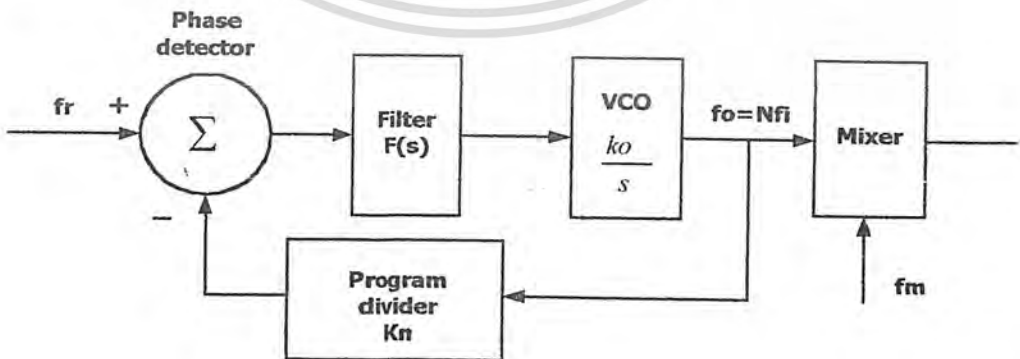 Phase
detector
fr
+
Σ
−
Filter
F(s)
VCO
ko
s
fo=Nfi
Mixer
fm
Program
divider
Kn